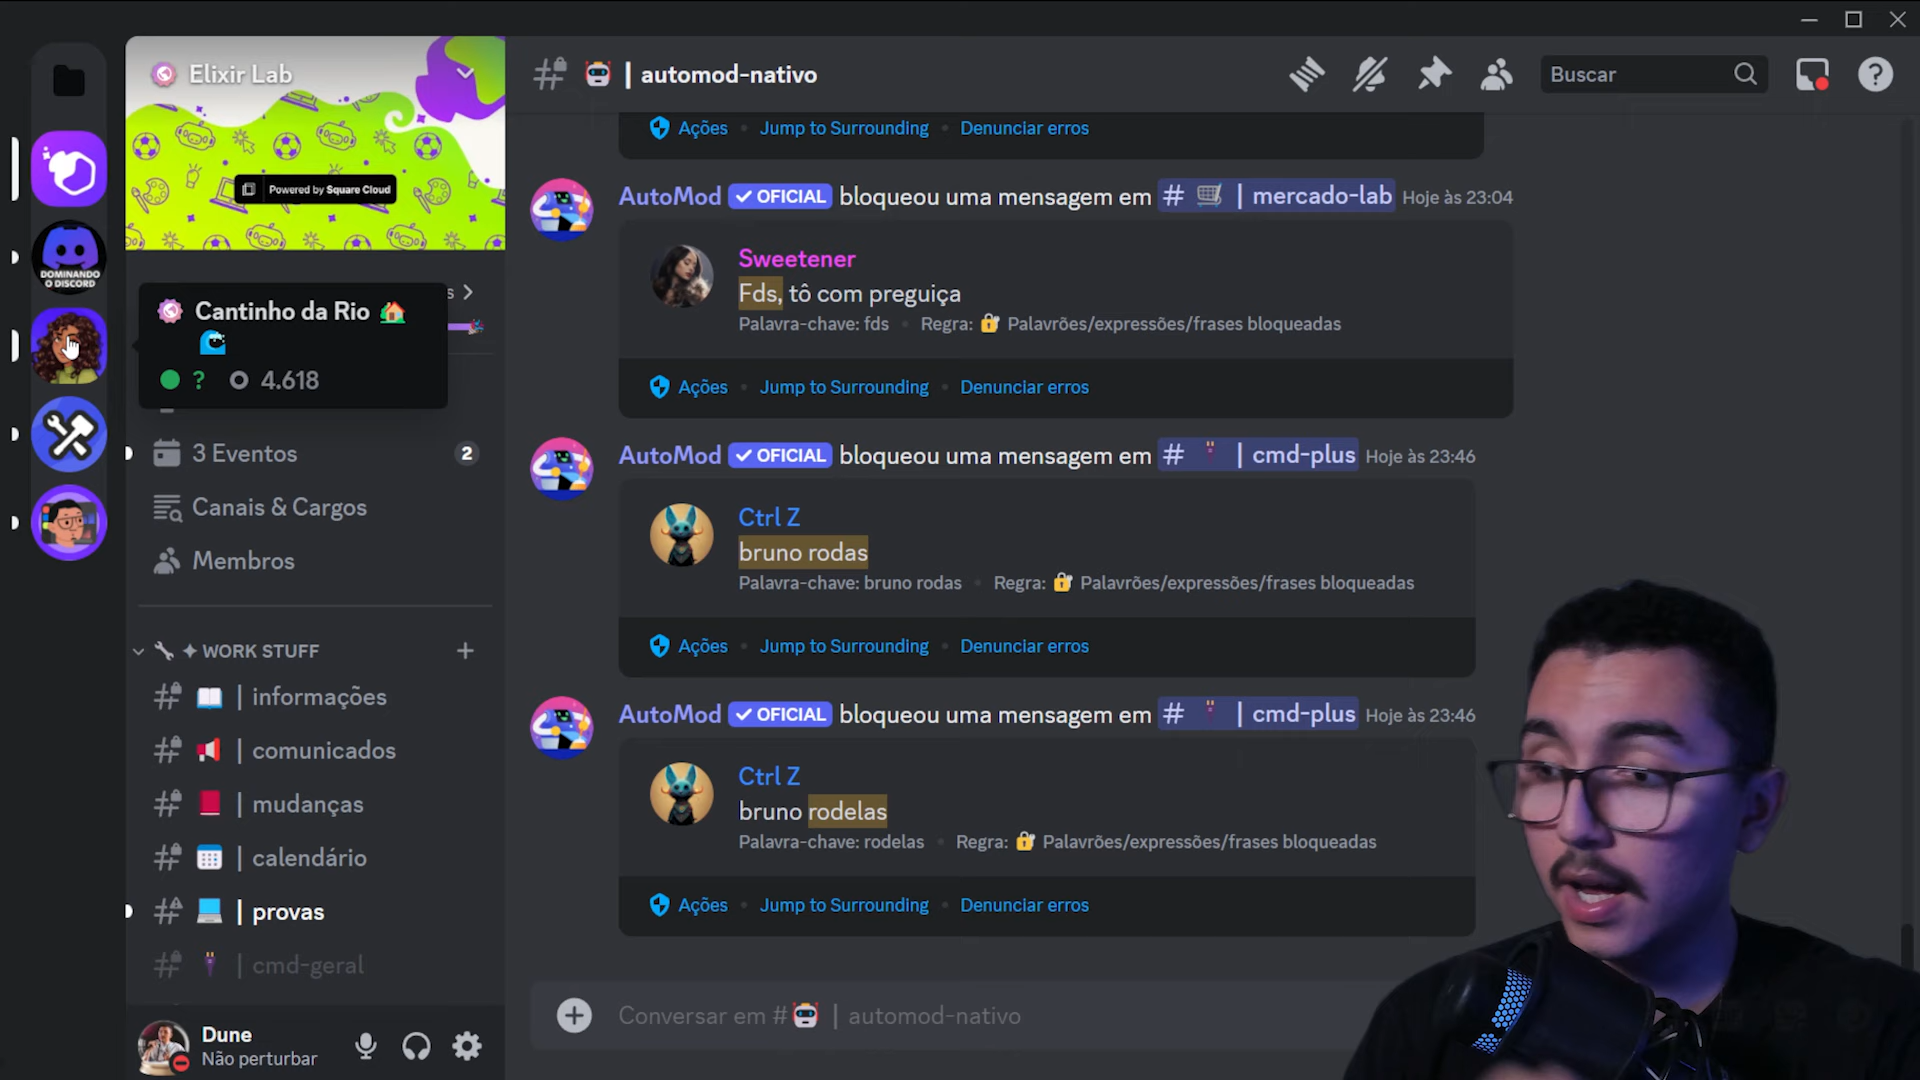 Elixir Lab
Powered by Square Cloud
DOMINANDO
O DISCORD
s
Cantinho da Rio
? 4.618
3 Eventos
2
Canais & Cargos
Membros
WORK STUFF
| informações
| comunicados
| mudanças
| calendário
| provas
| cmd-geral
Dune
Não perturbar
| automod-nativo
Buscar
Ações • Jump to Surrounding • Denunciar erros
AutoMod ✓ OFICIAL bloqueou uma mensagem em # | mercado-lab Hoje às 23:04
Sweetener
Fds, tô com preguiça
Palavra-chave: fds • Regra: Palavrões/expressões/frases bloqueadas
Ações • Jump to Surrounding • Denunciar erros
AutoMod ✓ OFICIAL bloqueou uma mensagem em # | cmd-plus Hoje às 23:46
Ctrl Z
bruno rodas
Palavra-chave: bruno rodas • Regra: Palavrões/expressões/frases bloqueadas
Ações • Jump to Surrounding • Denunciar erros
AutoMod ✓ OFICIAL bloqueou uma mensagem em # | cmd-plus Hoje às 23:46
Ctrl Z
bruno rodelas
Palavra-chave: rodelas • Regra: Palavrões/expressões/frases bloqueadas
Ações • Jump to Surrounding • Denunciar erros
Conversar em # | automod-nativo